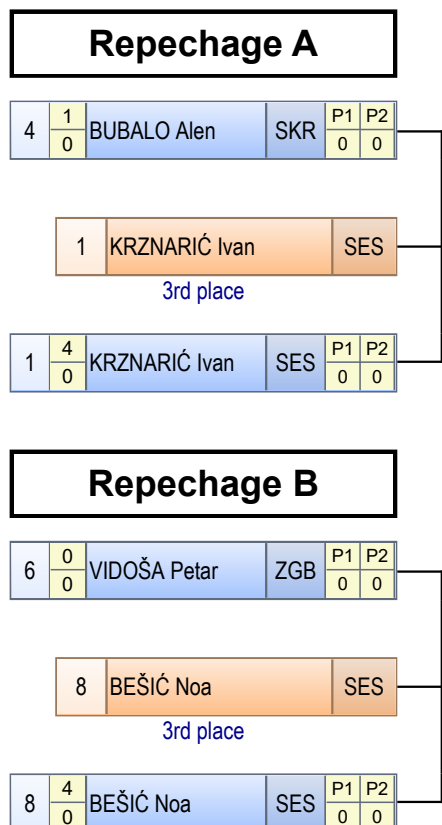 Repechage A
4 1 0 BUBALO Alen SKR P1 P2 0 0
1 KRZNARIĆ Ivan SES
3rd place
1 4 0 KRZNARIĆ Ivan SES P1 P2 0 0
Repechage B
6 0 0 VIDOŠA Petar ZGB P1 P2 0 0
8 BEŠIĆ Noa SES
3rd place
8 4 0 BEŠIĆ Noa SES P1 P2 0 0